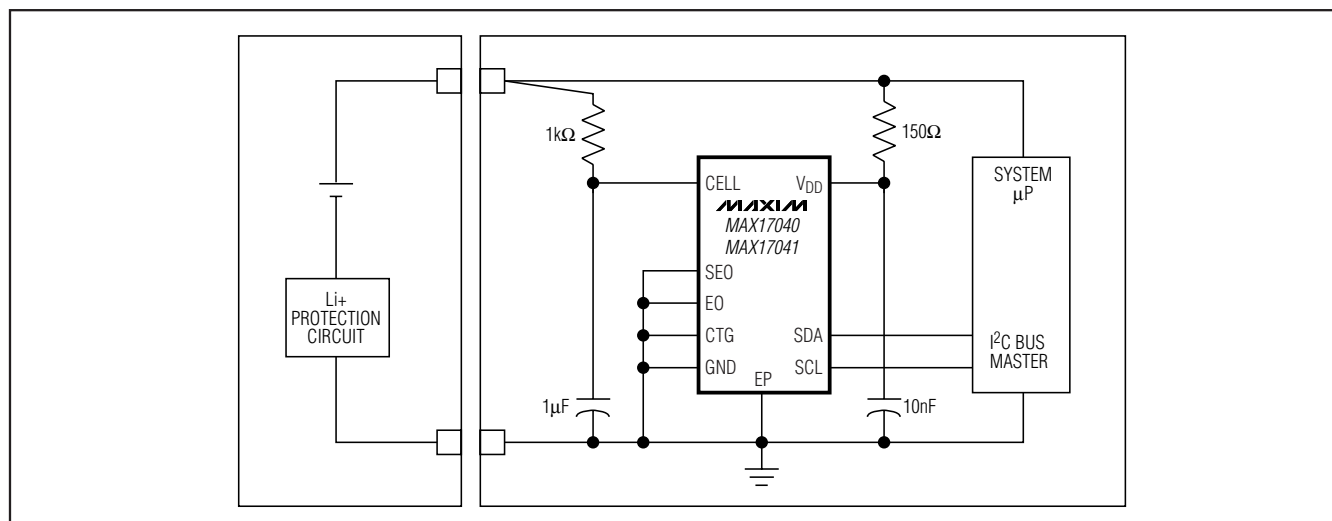 1kΩ
150Ω
CELL
VDD
MAXIM
MAX17040
MAX17041
SEO
EO
CTG
GND
SDA
SCL
EP
SYSTEM
µP
I²C BUS
MASTER
Li+
PROTECTION
CIRCUIT
1µF
10nF